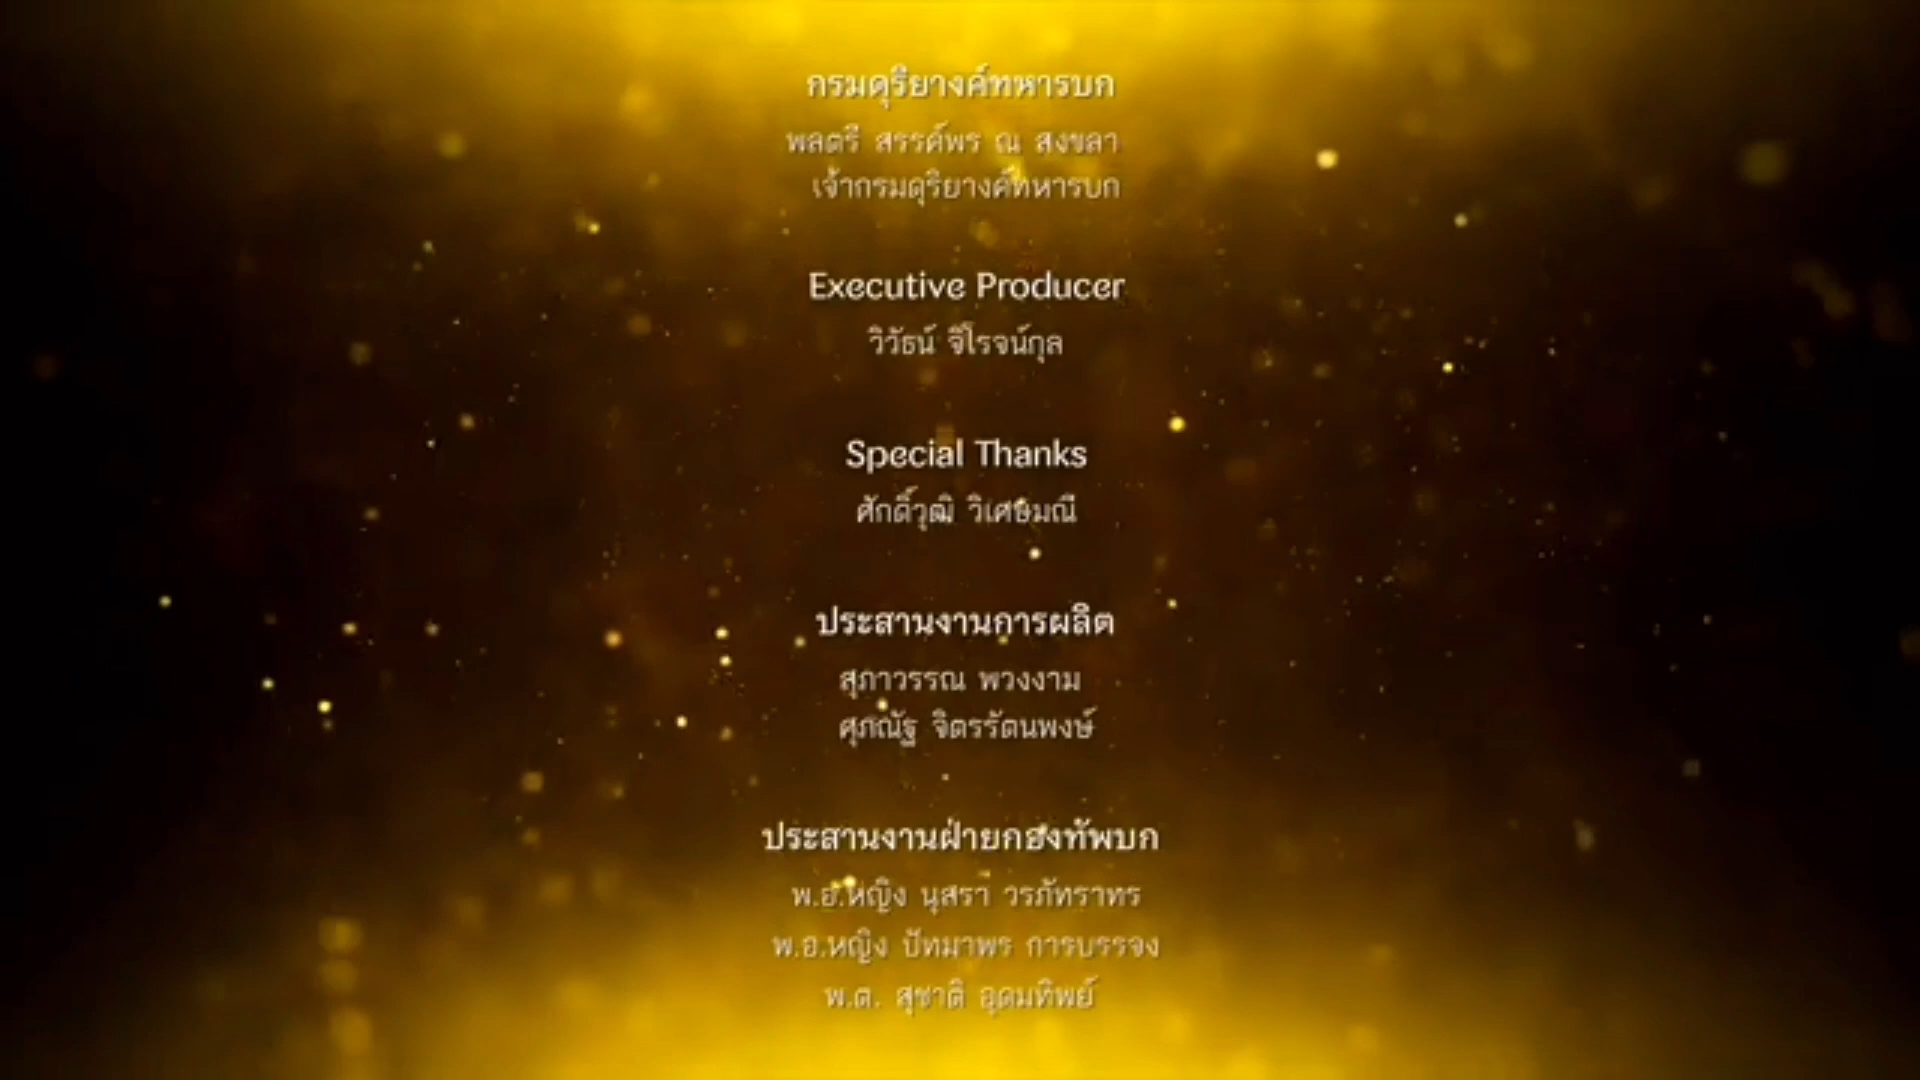 กรมดุริยางค์ทหารบก
พลตรี สรรค์พร ณ สงขลา
เจ้ากรมดุริยางค์ทหารบก
Executive Producer
วิวัธน์ จิโรจน์กุล
Special Thanks
ศักดิ์วุฒิ วิเศษมณี
ประสานงานการผลิต
สุภาวรรณ พวงงาม
ศุภณัฐ จิตรรัตนพงษ์
ประสานงานฝ่ายกองทัพบก
พ.อ.หญิง นุสรา วรภัทราทร
พ.อ.หญิง ปัทมาพร การบรรจง
พ.ต. สุชาติ อุดมทิพย์